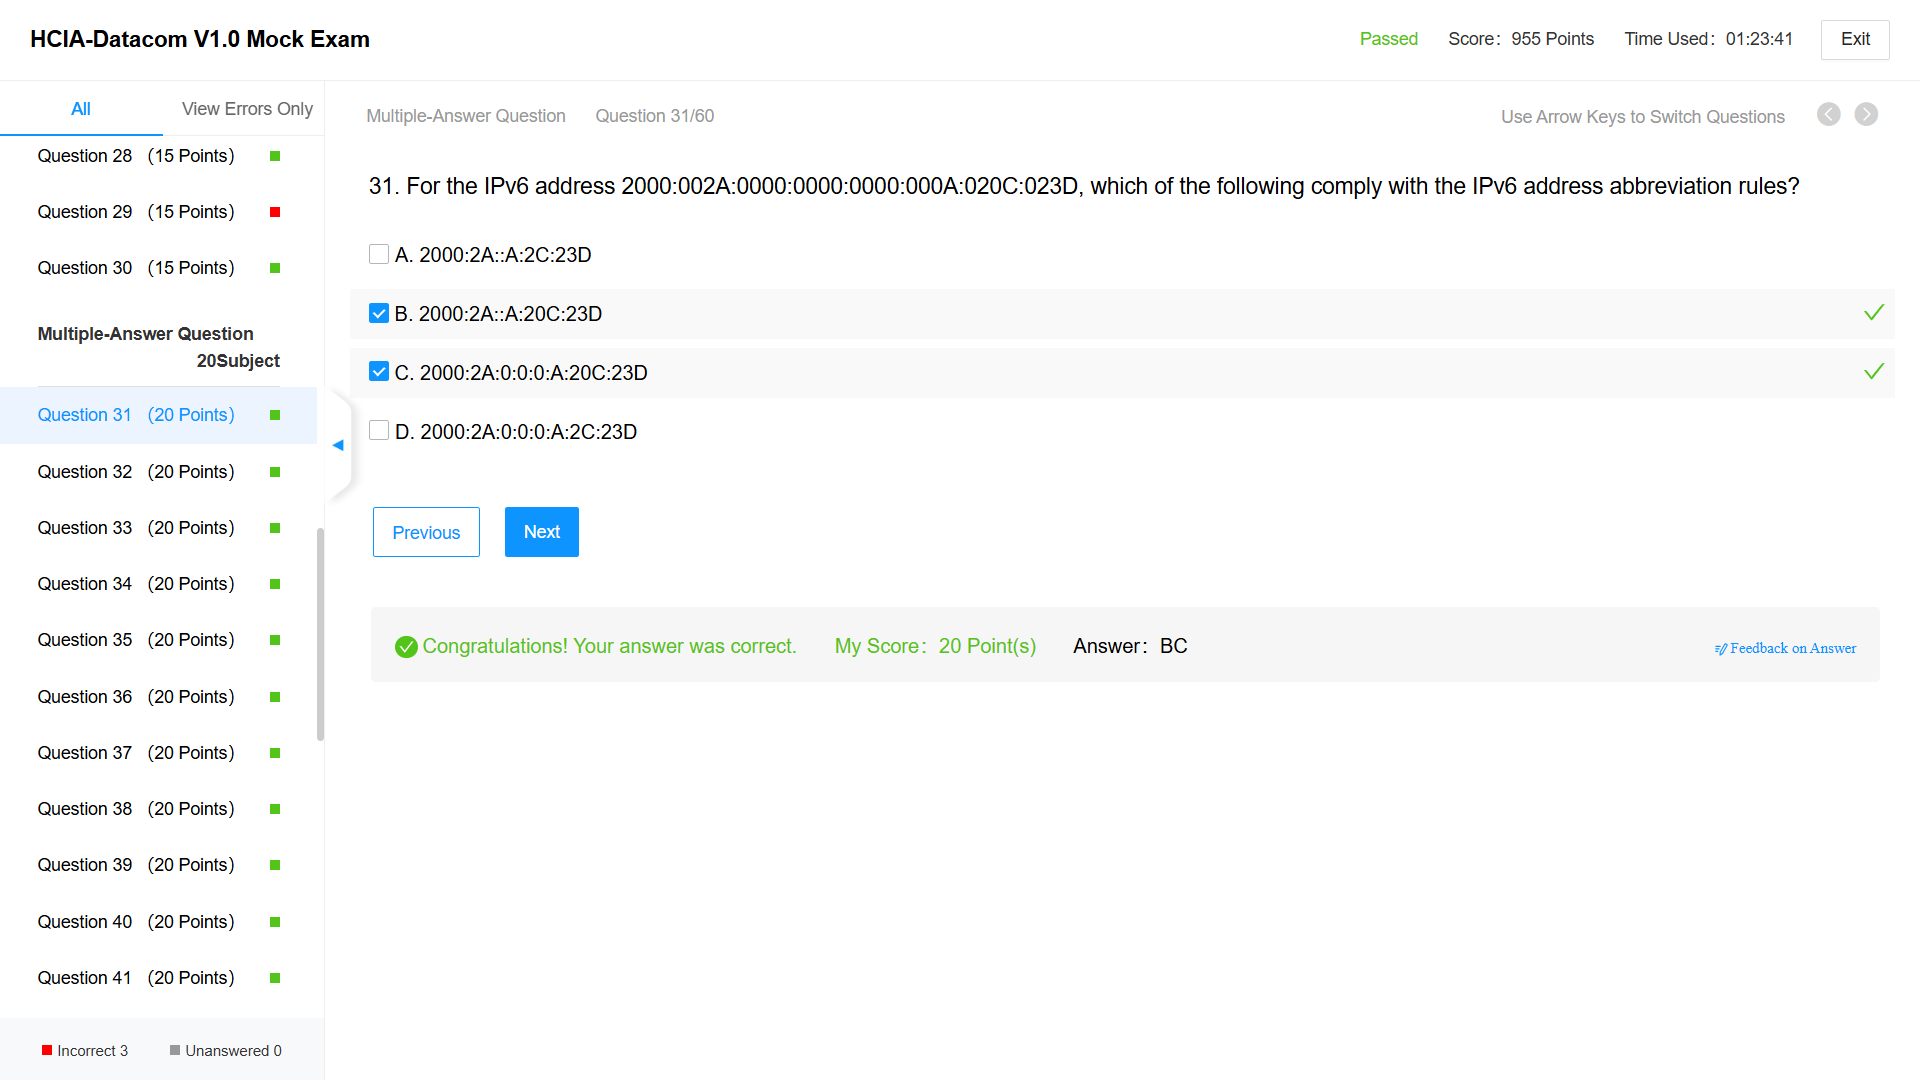 HCIA-Datacom V1.0 Mock Exam
Passed
Score：955 Points
Time Used：01:23:41
Exit
All
View Errors Only
Question 28 （15 Points）
Question 29 （15 Points）
Question 30 （15 Points）
Multiple-Answer Question
20Subject
Question 31 （20 Points）
Question 32 （20 Points）
Question 33 （20 Points）
Question 34 （20 Points）
Question 35 （20 Points）
Question 36 （20 Points）
Question 37 （20 Points）
Question 38 （20 Points）
Question 39 （20 Points）
Question 40 （20 Points）
Question 41 （20 Points）
Incorrect 3
Unanswered 0
Multiple-Answer Question
Question 31/60
Use Arrow Keys to Switch Questions
31. For the IPv6 address 2000:002A:0000:0000:0000:000A:020C:023D, which of the following comply with the IPv6 address abbreviation rules?
A. 2000:2A::A:2C:23D
B. 2000:2A::A:20C:23D
C. 2000:2A:0:0:0:A:20C:23D
D. 2000:2A:0:0:0:A:2C:23D
Previous
Next
Congratulations! Your answer was correct.
My Score：20 Point(s)
Answer：BC
Feedback on Answer